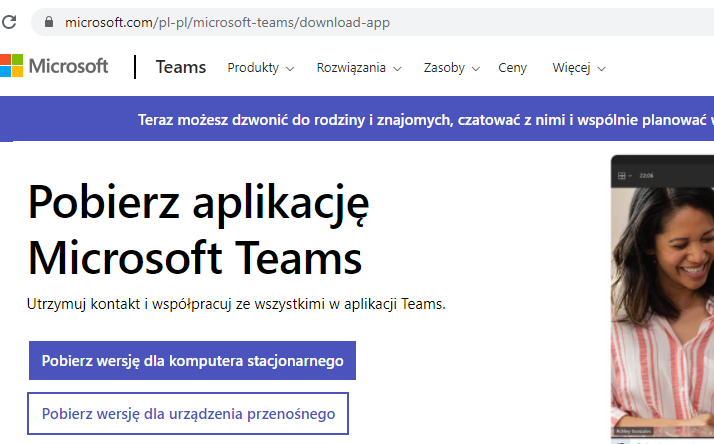 microsoft.com/pl-pl/microsoft-teams/download-app
Microsoft Teams Produkty Rozwiązania Zasoby Ceny Więcej
Teraz możesz dzwonić do rodziny i znajomych, czatować z nimi i wspólnie planować
22:06
Pobierz aplikację
Microsoft Teams
Utrzymuj kontakt i współpracuj ze wszystkimi w aplikacji Teams.
Pobierz wersję dla komputera stacjonarnego
Pobierz wersję dla urządzenia przenośnego